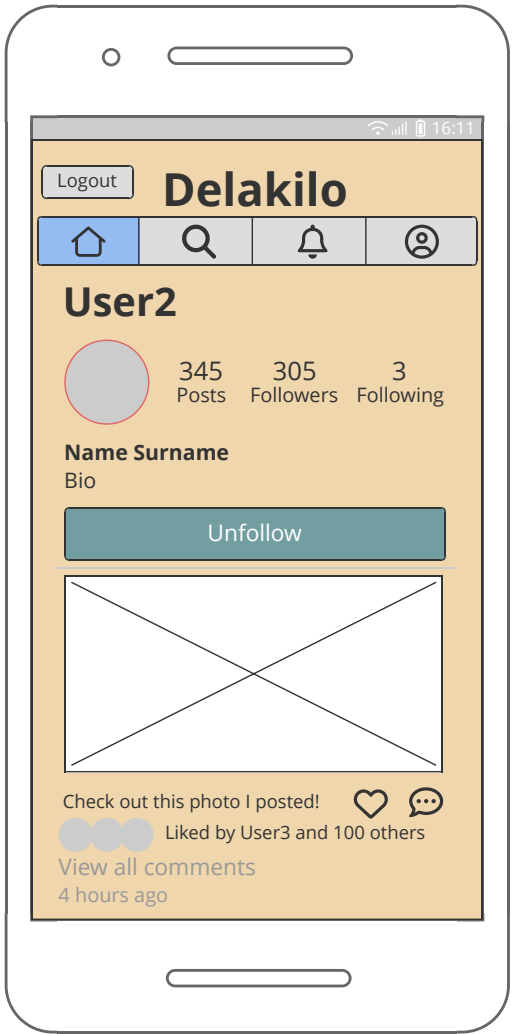 16:11
Logout
Delakilo
User2
345 305 3
Posts Followers Following
Name Surname
Bio
Unfollow
Check out this photo I posted!
Liked by User3 and 100 others
View all comments
4 hours ago